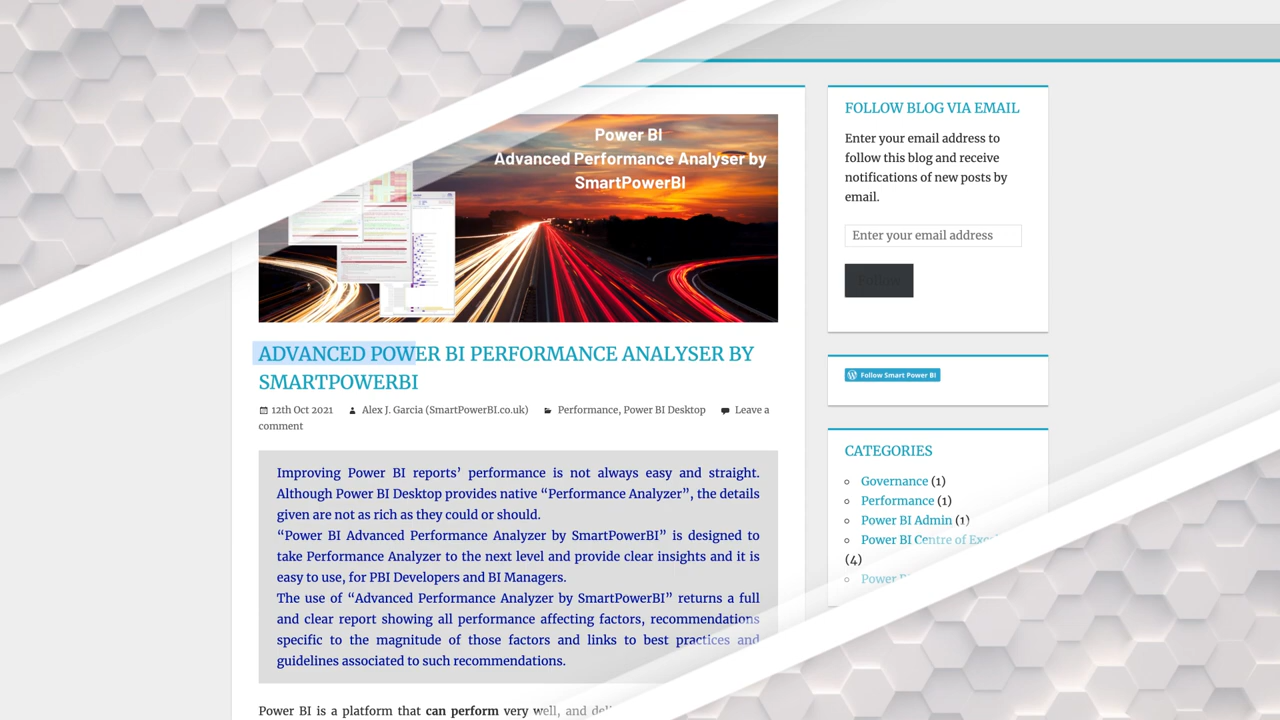 Power BI
Advanced Performance Analyser by
SmartPowerBI
ADVANCED POWER BI PERFORMANCE ANALYSER BY
SMARTPOWERBI
12th Oct 2021 Alex J. Garcia (SmartPowerBI.co.uk) Performance, Power BI Desktop Leave a
comment
Improving Power BI reports’ performance is not always easy and straight.
Although Power BI Desktop provides native “Performance Analyzer”, the details
given are not as rich as they could or should.
“Power BI Advanced Performance Analyzer by SmartPowerBI” is designed to
take Performance Analyzer to the next level and provide clear insights and it is
easy to use, for PBI Developers and BI Managers.
The use of “Advanced Performance Analyzer by SmartPowerBI” returns a full
and clear report showing all performance affecting factors, recommendations
specific to the magnitude of those factors and links to best practices and
guidelines associated to such recommendations.
Power BI is a platform that can perform very well, and
FOLLOW BLOG VIA EMAIL
Enter your email address to
follow this blog and receive
notifications of new posts by
email.
Enter your email address
Follow
Follow Smart Power BI
CATEGORIES
Governance (1)
Performance (1)
Power BI Admin (1)
Power BI Centre of
(4)
Power